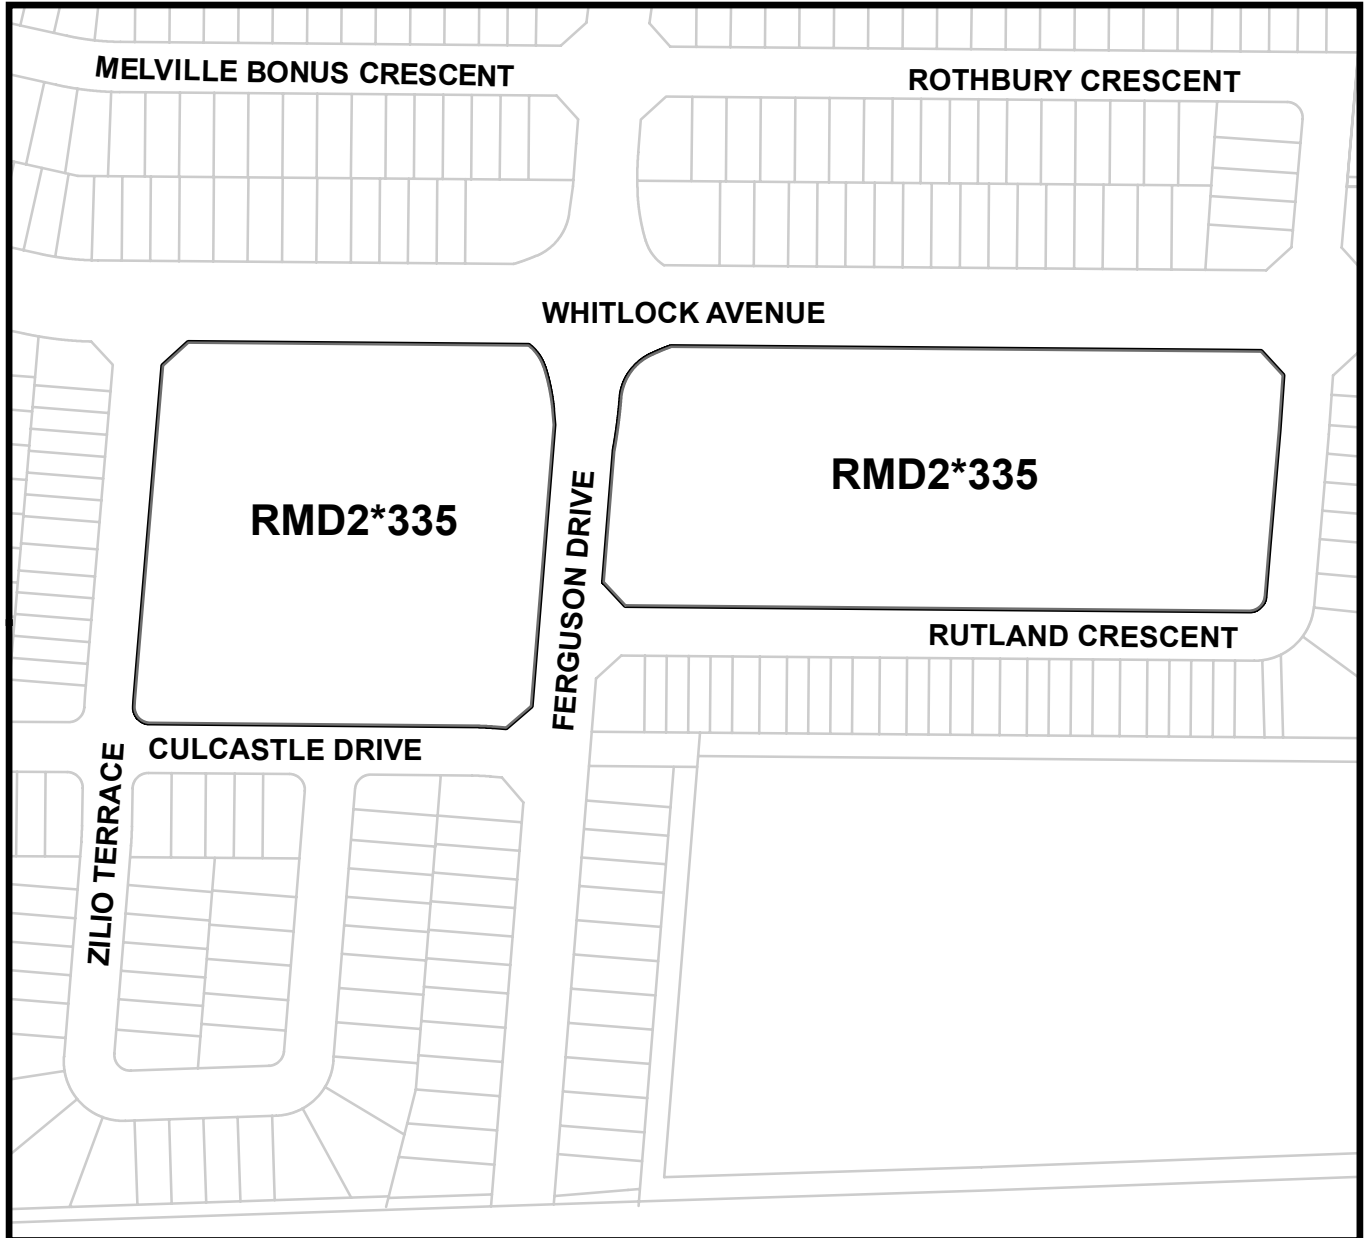 MELVILLE BONUS CRESCENT
ROTHBURY CRESCENT
WHITLOCK AVENUE
RMD2*335
RMD2*335
FERGUSON DRIVE
RUTLAND CRESCENT
CULCASTLE DRIVE
ZILIO TERRACE